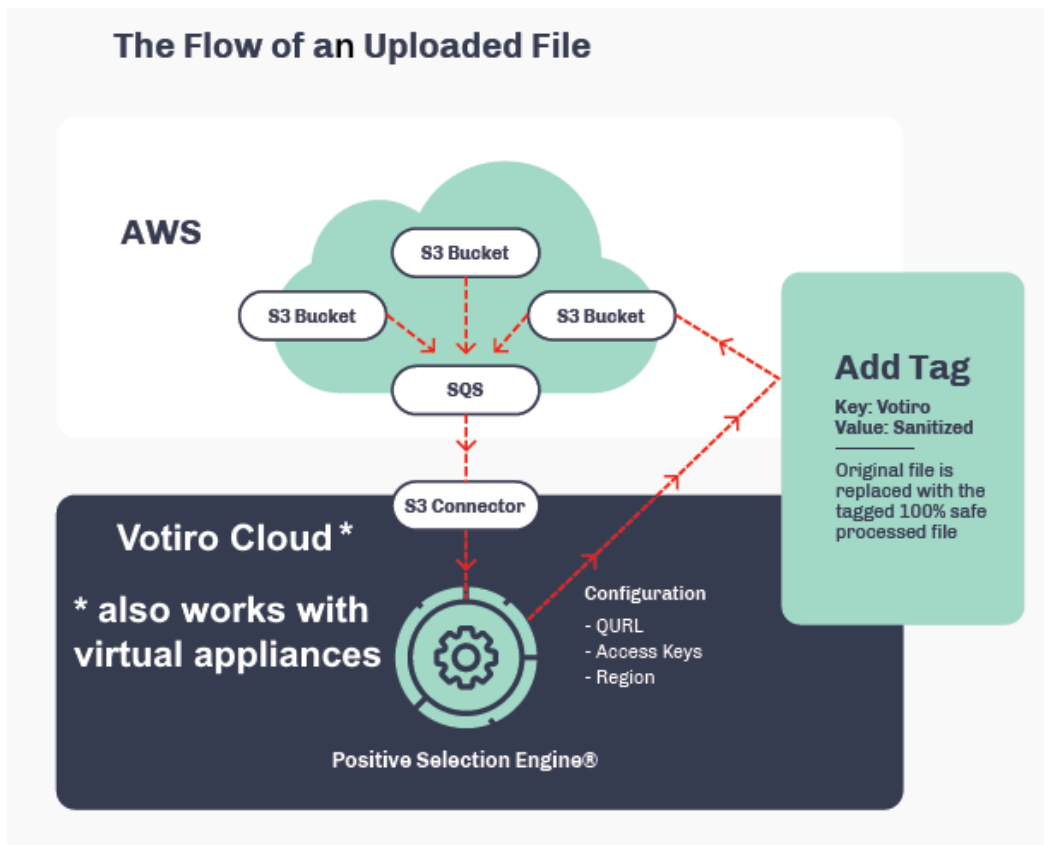 The Flow of an Uploaded File
AWS
S3 Bucket
S3 Bucket
S3 Bucket
SQS
Add Tag
Key: Votiro
Value: Sanitized
Original file is
replaced with the
tagged 100% safe
processed file
S3 Connector
Votiro Cloud *
* also works with
virtual appliances
Configuration
- QURL
- Access Keys
- Region
Positive Selection Engine®